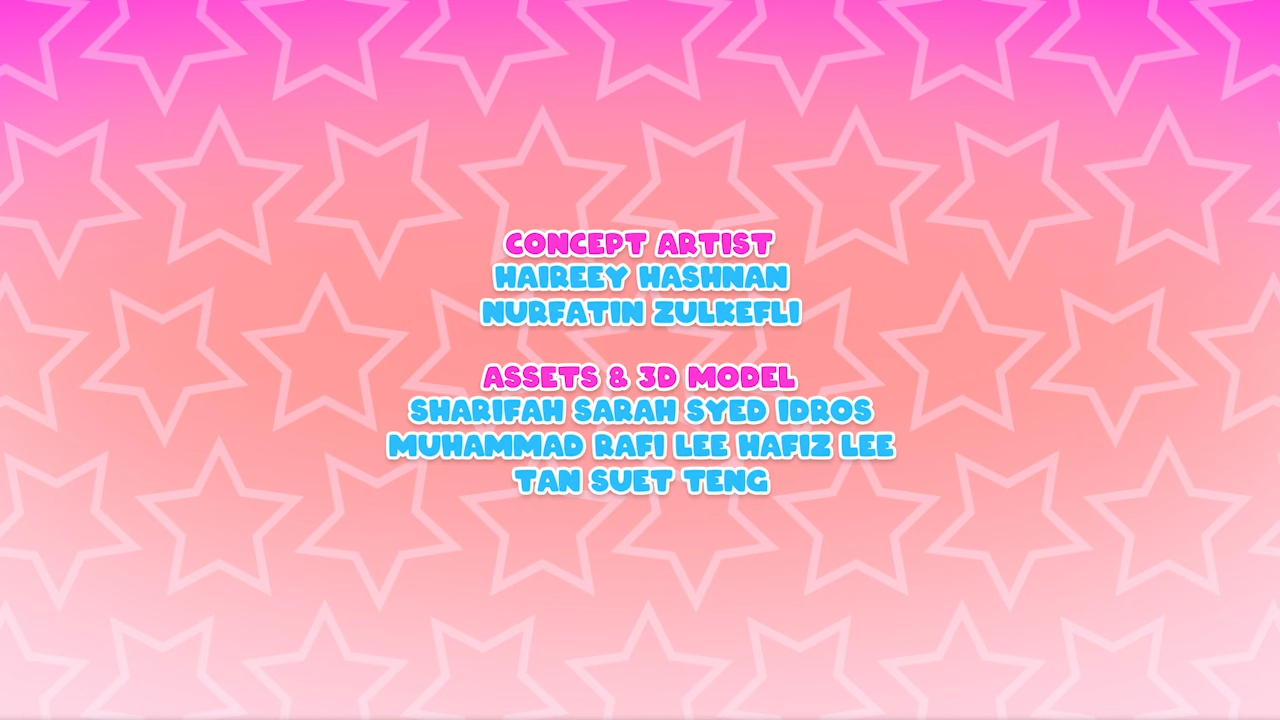 CONCEPT ARTIST
HAIREEY HASHNAN
NURFATIN ZULKEFLI
ASSETS & 3D MODEL
SHARIFAH SARAH SYED IDROS
MUHAMMAD RAFI LEE HAFIZ LEE
TAN SUET TENG